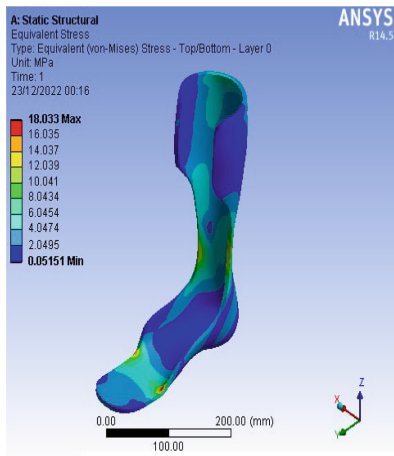 A: Static Structural
Equivalent Stress
Type: Equivalent (von-Mises) Stress - Top/Bottom - Layer 0
Unit: MPa
Time: 1
23/12/2022 00:16
ANSYS
R14.5
18.033 Max
16.035
14.037
12.039
10.041
8.0434
6.0454
4.0474
2.0495
0.05151 Min
0.00 200.00 (mm)
100.00
Z
X
Y